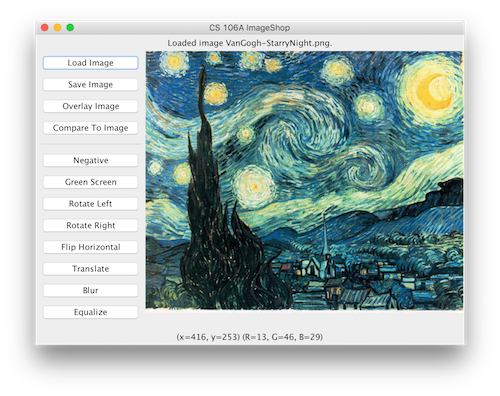 CS 106A ImageShop
Loaded image VanGogh-StarryNight.png.
Load Image
Save Image
Overlay Image
Compare To Image
Negative
Green Screen
Rotate Left
Rotate Right
Flip Horizontal
Translate
Blur
Equalize
(x=416, y=253) (R=13, G=46, B=29)